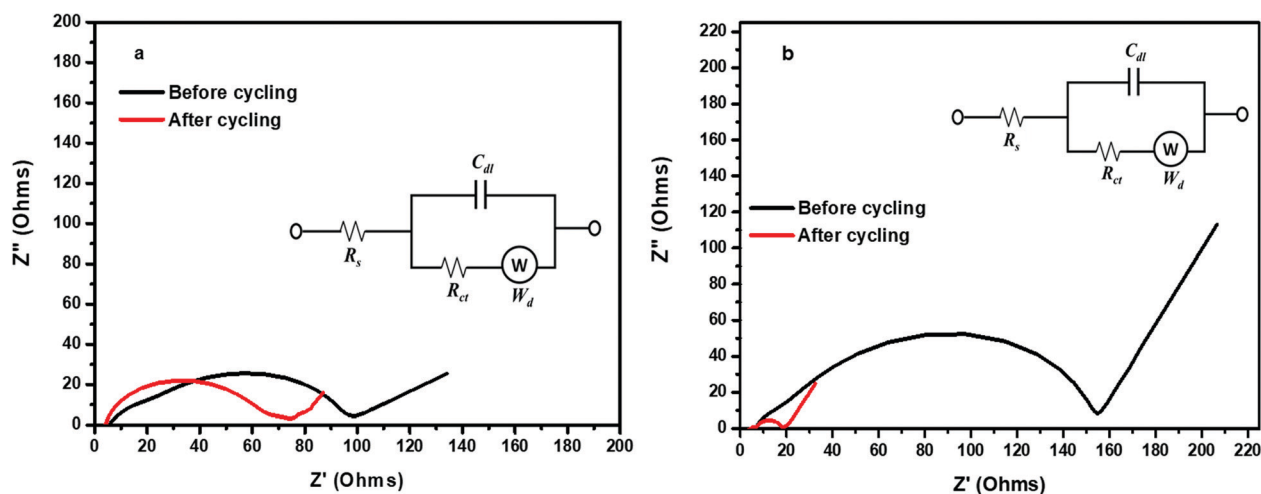 a
Before cycling
After cycling
C_dl
R_s
R_ct
W
W_d
Z'' (Ohms)
200
180
160
140
120
100
80
60
40
20
0
0 20 40 60 80 100 120 140 160 180 200
Z' (Ohms)
b
C_dl
R_s
R_ct
W
W_d
Before cycling
After cycling
Z'' (Ohms)
220
200
180
160
140
120
100
80
60
40
20
0
0 20 40 60 80 100 120 140 160 180 200 220
Z' (Ohms)